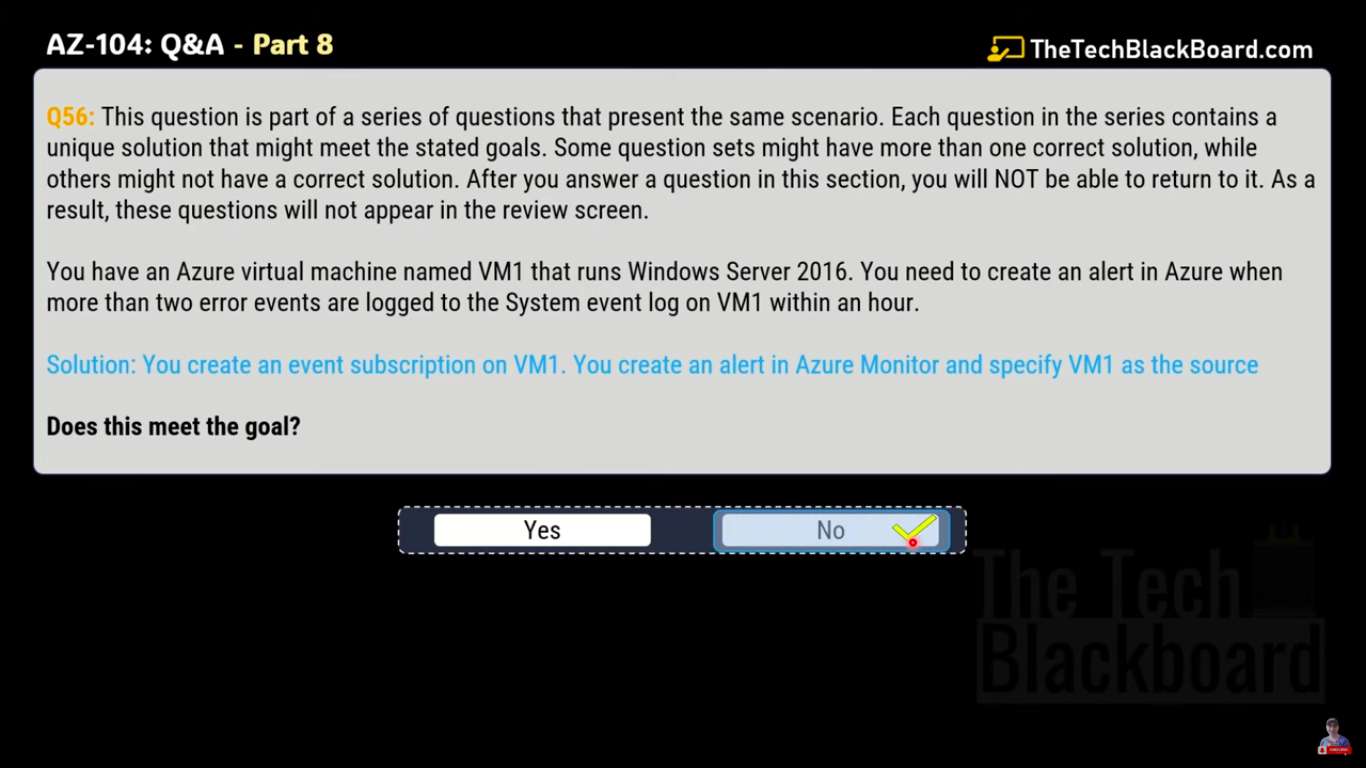 AZ-104: Q&A - Part 8
TheTechBlackBoard.com
Q56: This question is part of a series of questions that present the same scenario. Each question in the series contains a
unique solution that might meet the stated goals. Some question sets might have more than one correct solution, while
others might not have a correct solution. After you answer a question in this section, you will NOT be able to return to it. As a
result, these questions will not appear in the review screen.
You have an Azure virtual machine named VM1 that runs Windows Server 2016. You need to create an alert in Azure when
more than two error events are logged to the System event log on VM1 within an hour.
Solution: You create an event subscription on VM1. You create an alert in Azure Monitor and specify VM1 as the source
Does this meet the goal?
Yes
No
The Tech
Blackboard